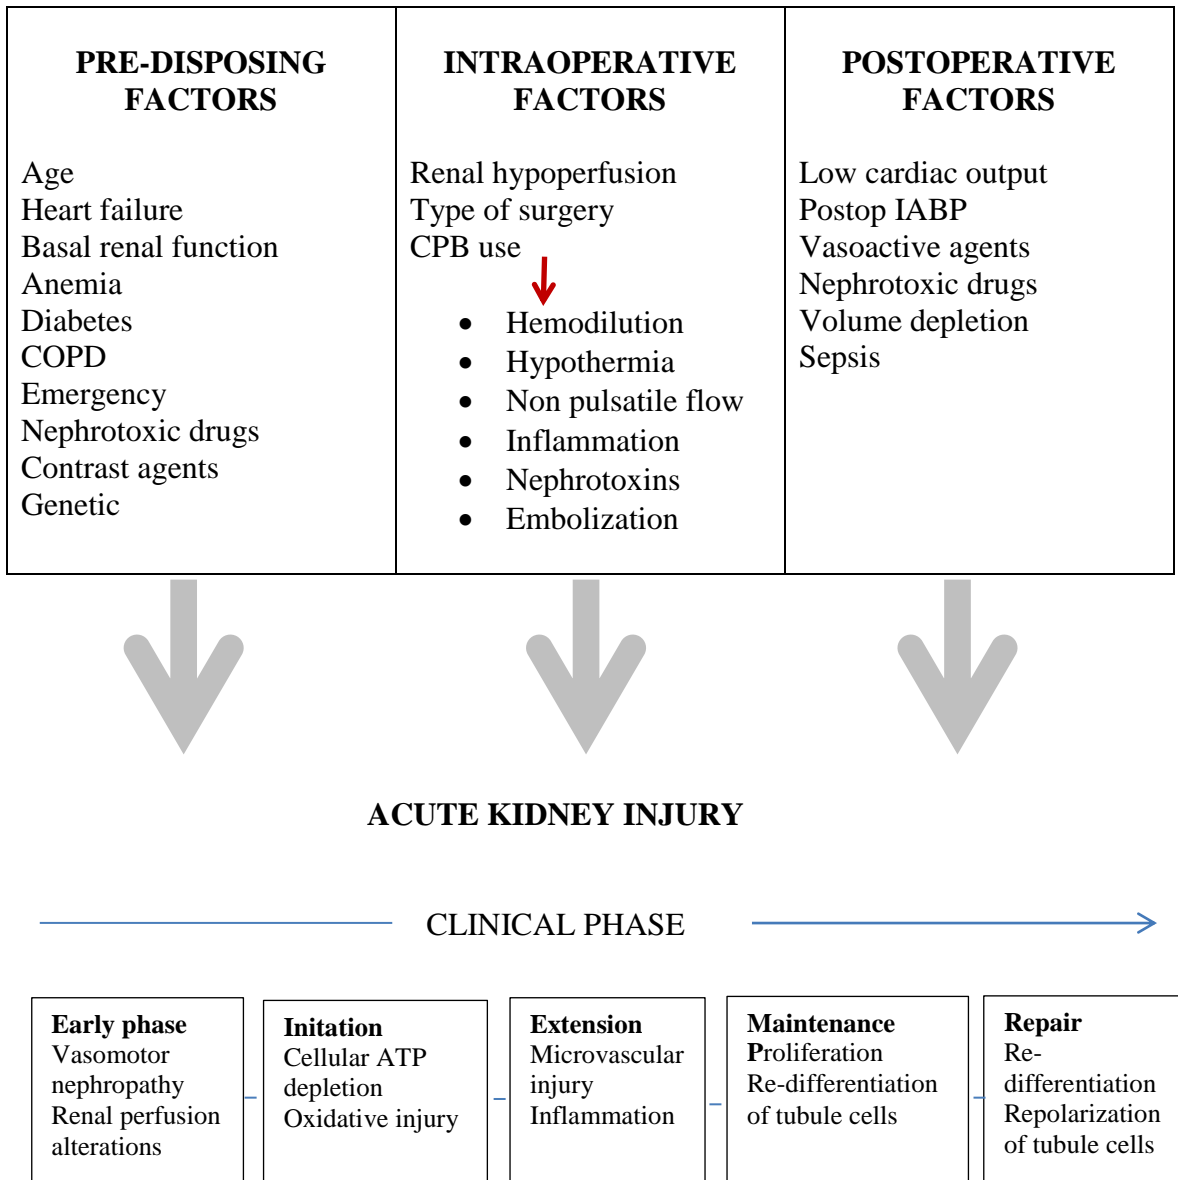 PRE-DISPOSING
FACTORS
Age
Heart failure
Basal renal function
Anemia
Diabetes
COPD
Emergency
Nephrotoxic drugs
Contrast agents
Genetic
INTRAOPERATIVE
FACTORS
Renal hypoperfusion
Type of surgery
CPB use
• Hemodilution
• Hypothermia
• Non pulsatile flow
• Inflammation
• Nephrotoxins
• Embolization
POSTOPERATIVE
FACTORS
Low cardiac output
Postop IABP
Vasoactive agents
Nephrotoxic drugs
Volume depletion
Sepsis
ACUTE KIDNEY INJURY
CLINICAL PHASE
Early phase
Vasomotor
nephropathy
Renal perfusion
alterations
Initation
Cellular ATP
depletion
Oxidative injury
Extension
Microvascular
injury
Inflammation
Maintenance
Proliferation
Re-differentiation
of tubule cells
Repair
Re-
differentiation
Repolarization
of tubule cells